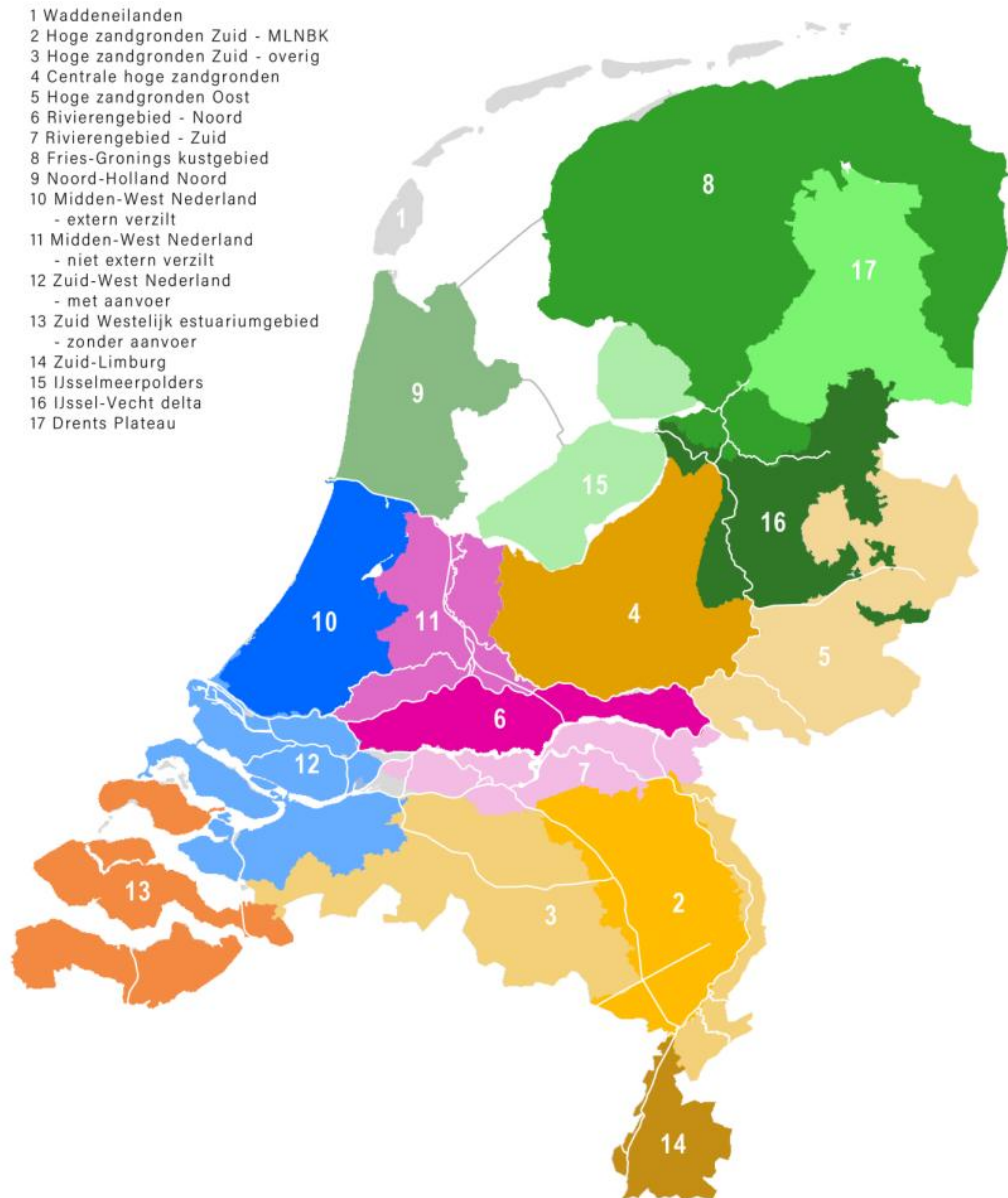 1 Waddeneilanden
2 Hoge zandgronden Zuid - MLNBK
3 Hoge zandgronden Zuid - overig
4 Centrale hoge zandgronden
5 Hoge zandgronden Oost
6 Rivierengebied - Noord
7 Rivierengebied - Zuid
8 Fries-Gronings kustgebied
9 Noord-Holland Noord
10 Midden-West Nederland
- extern verzilt
11 Midden-West Nederland
- niet extern verzilt
12 Zuid-West Nederland
- met aanvoer
13 Zuid Westelijk estuariumgebied
- zonder aanvoer
14 Zuid-Limburg
15 IJsselmeerpolders
16 IJssel-Vecht delta
17 Drents Plateau
8
1
17
9
15
16
10
11
4
5
6
12
7
13
3
2
14